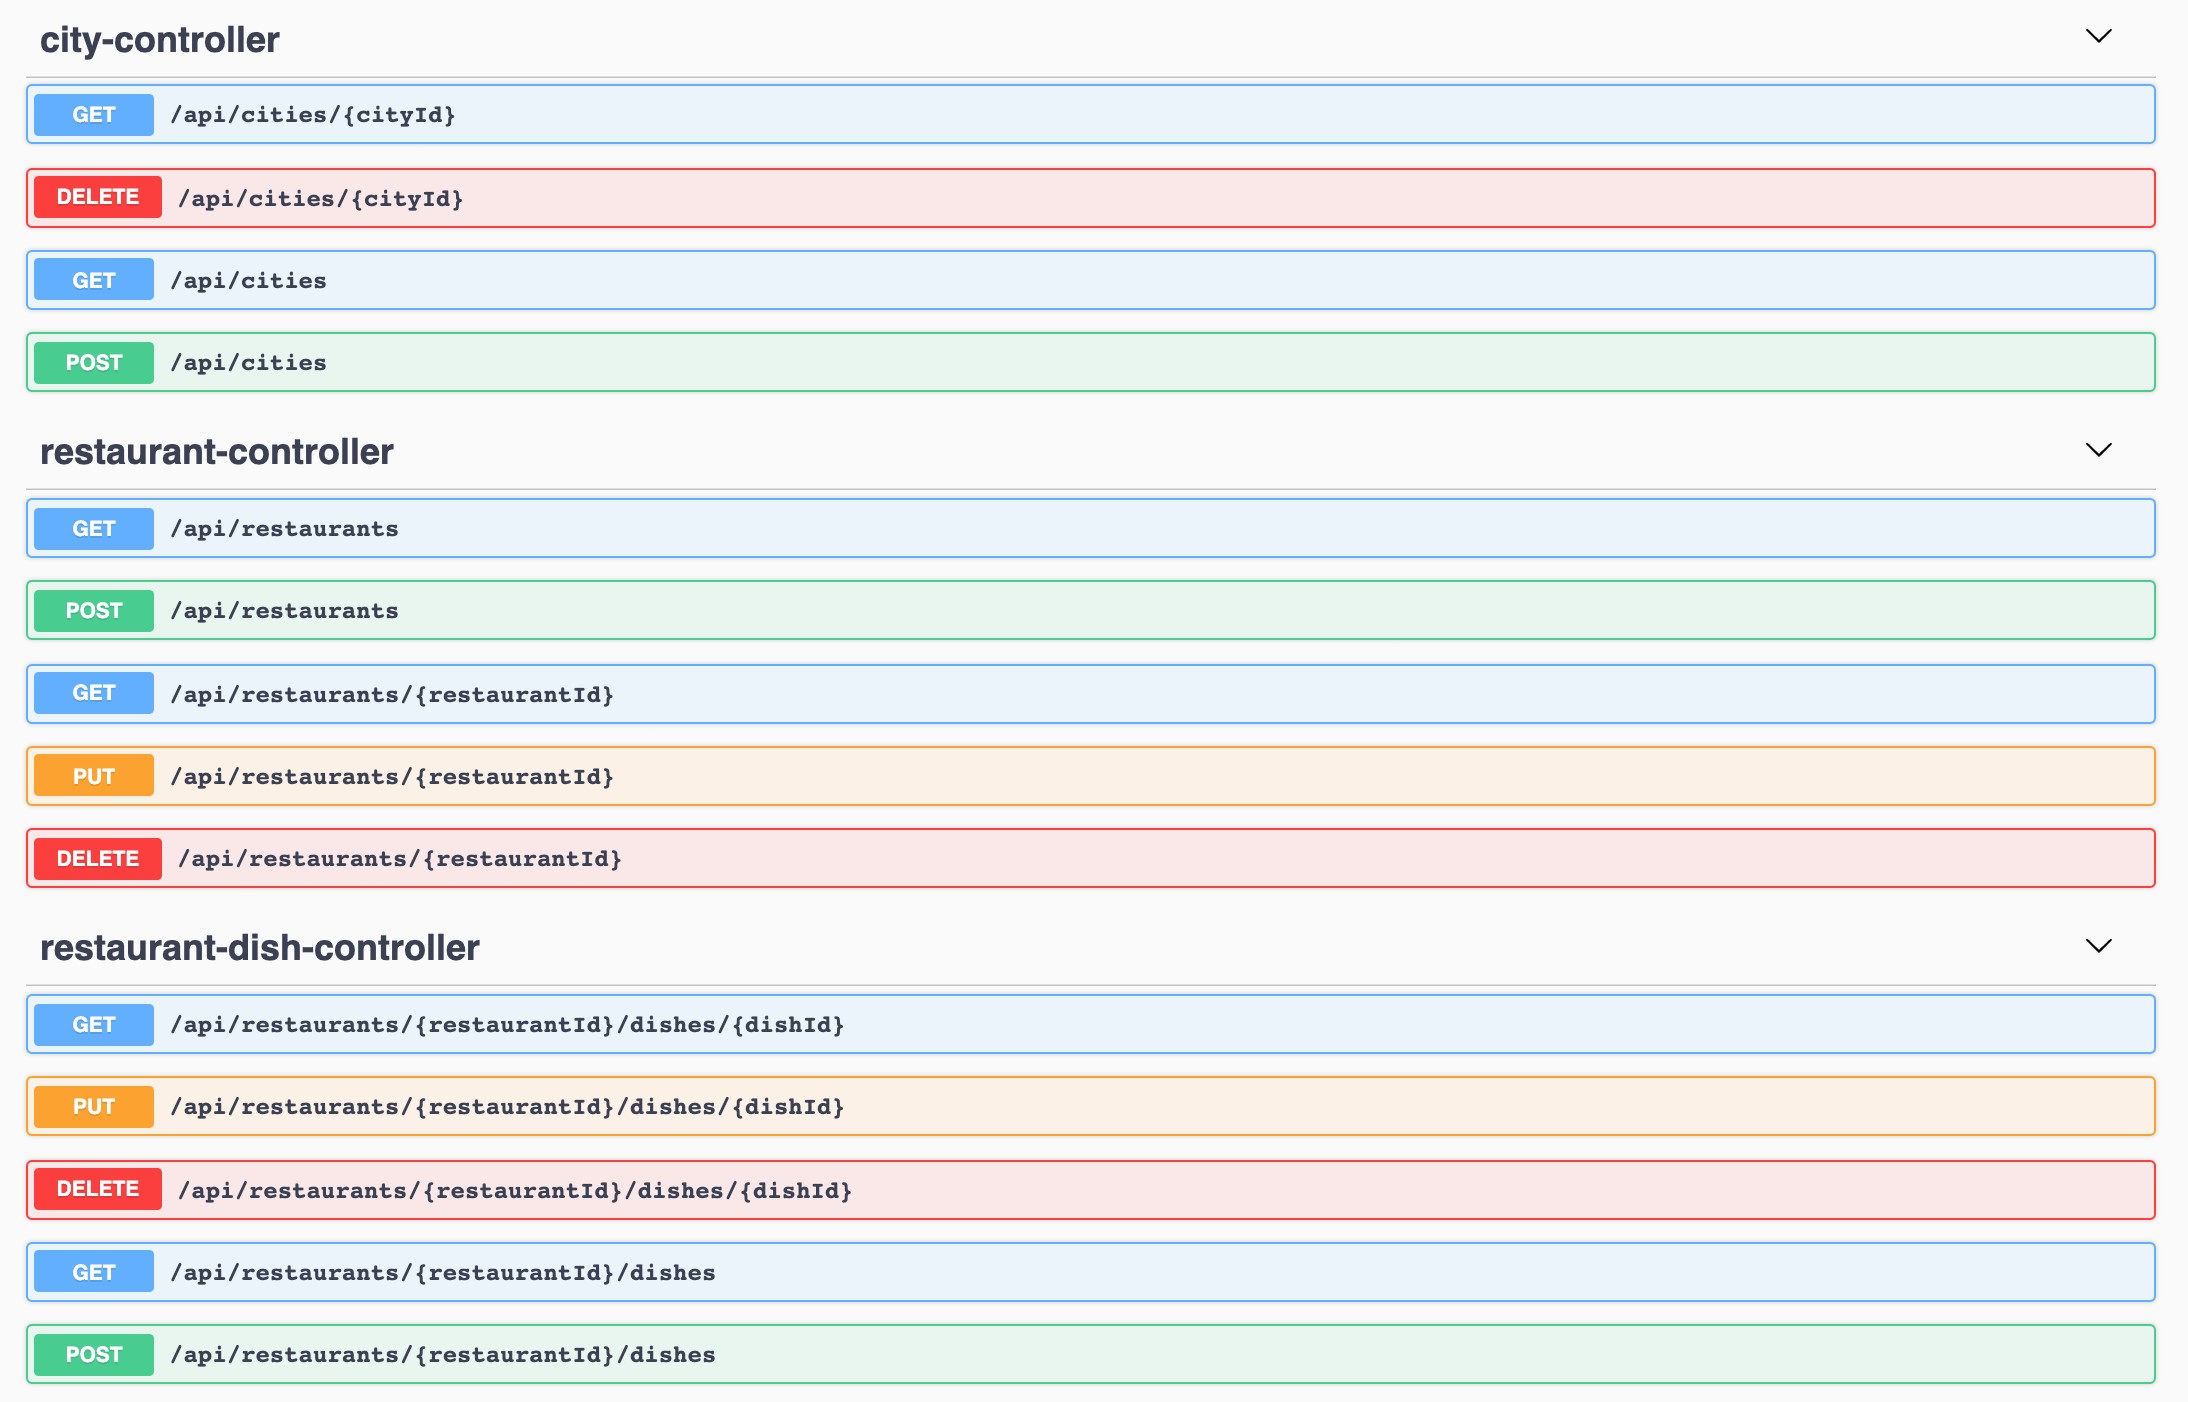 city-controller
GET /api/cities/{cityId}
DELETE /api/cities/{cityId}
GET /api/cities
POST /api/cities
restaurant-controller
GET /api/restaurants
POST /api/restaurants
GET /api/restaurants/{restaurantId}
PUT /api/restaurants/{restaurantId}
DELETE /api/restaurants/{restaurantId}
restaurant-dish-controller
GET /api/restaurants/{restaurantId}/dishes/{dishId}
PUT /api/restaurants/{restaurantId}/dishes/{dishId}
DELETE /api/restaurants/{restaurantId}/dishes/{dishId}
GET /api/restaurants/{restaurantId}/dishes
POST /api/restaurants/{restaurantId}/dishes